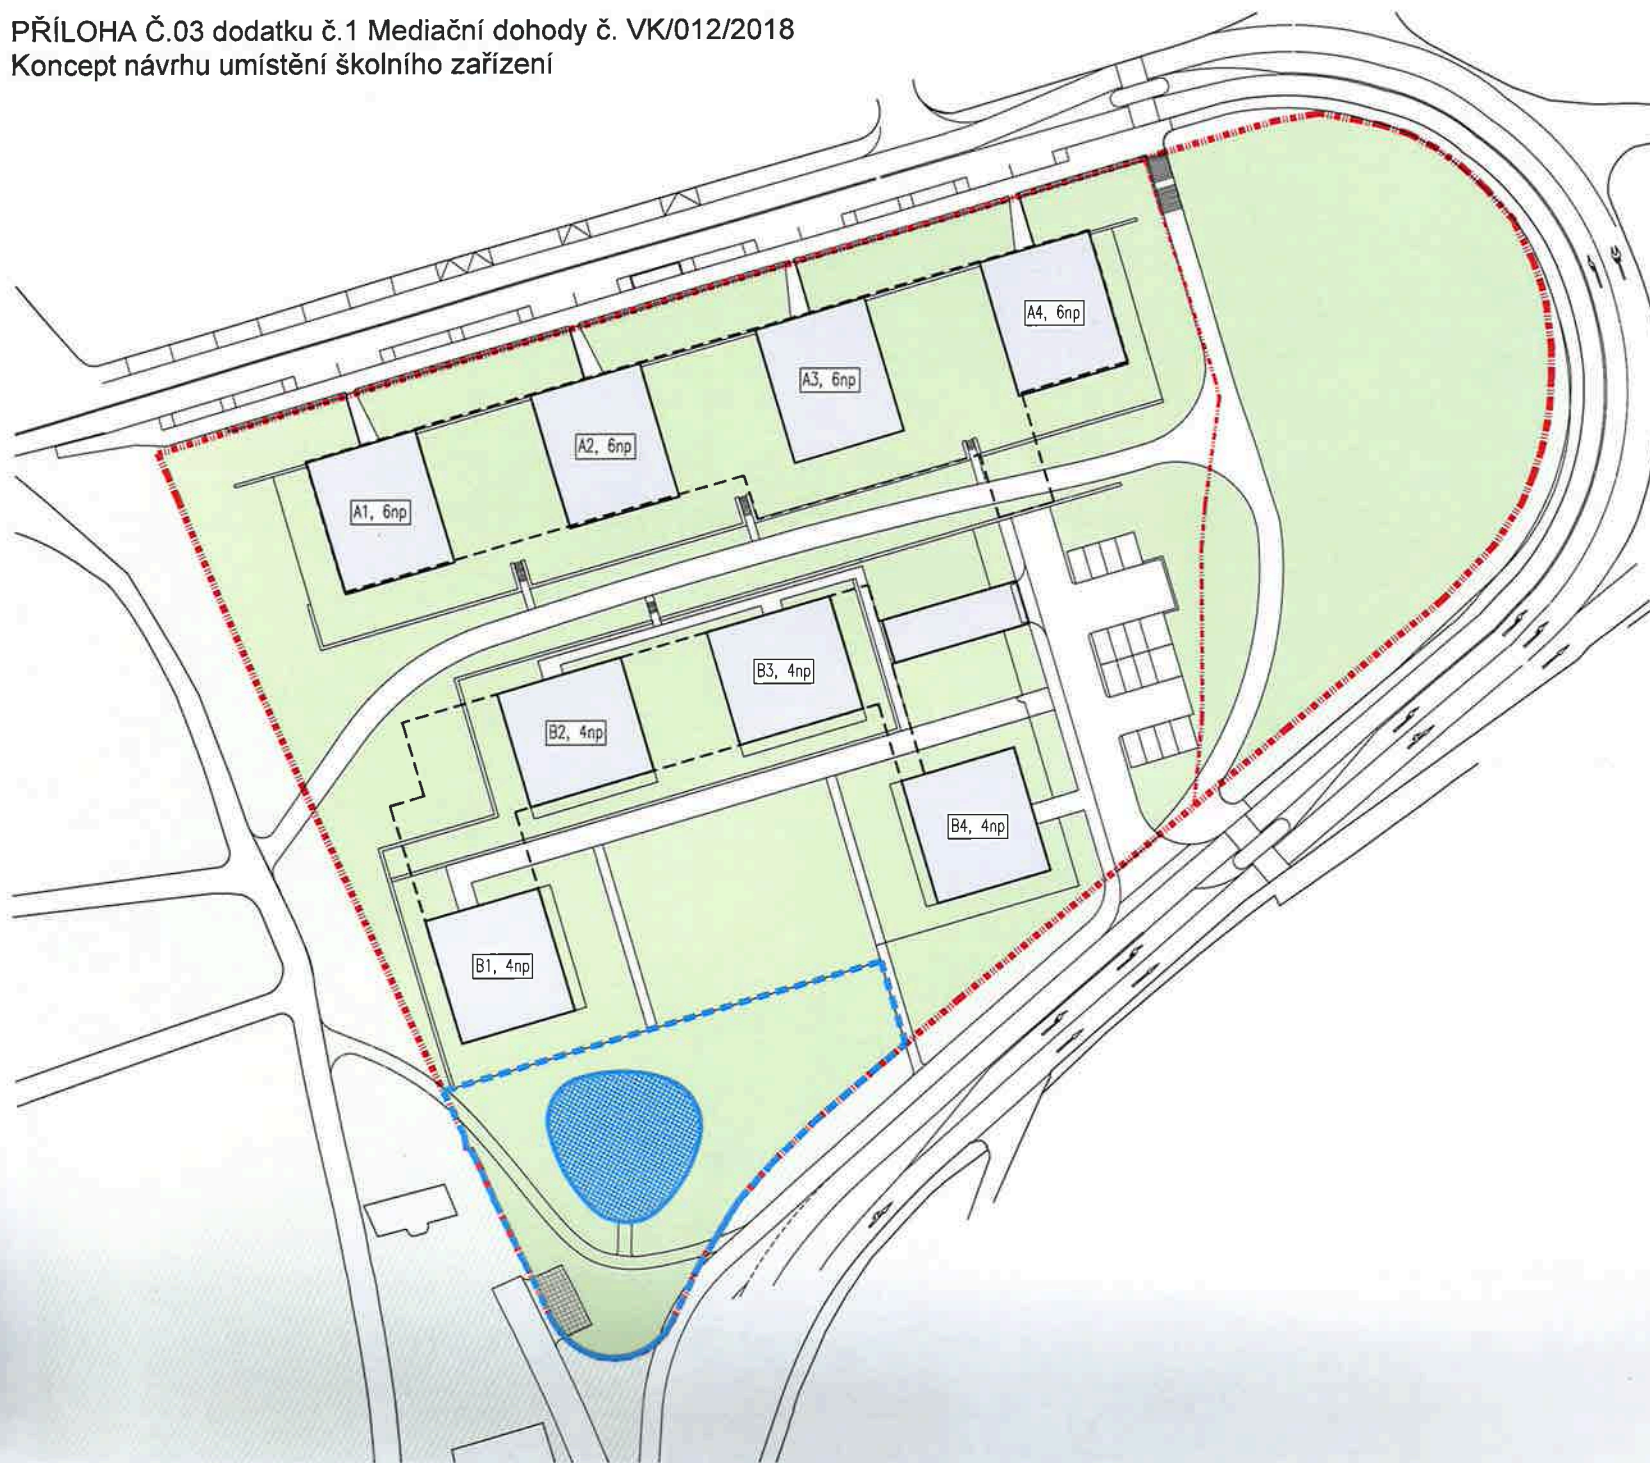 PŘÍLOHA Č.03 dodatku č.1 Mediační dohody č. VK/012/2018
Koncept návrhu umístění školního zařízení
A4, 6np
A3, 6np
A2, 6np
A1, 6np
B3, 4np
B2, 4np
B4, 4np
B1, 4np